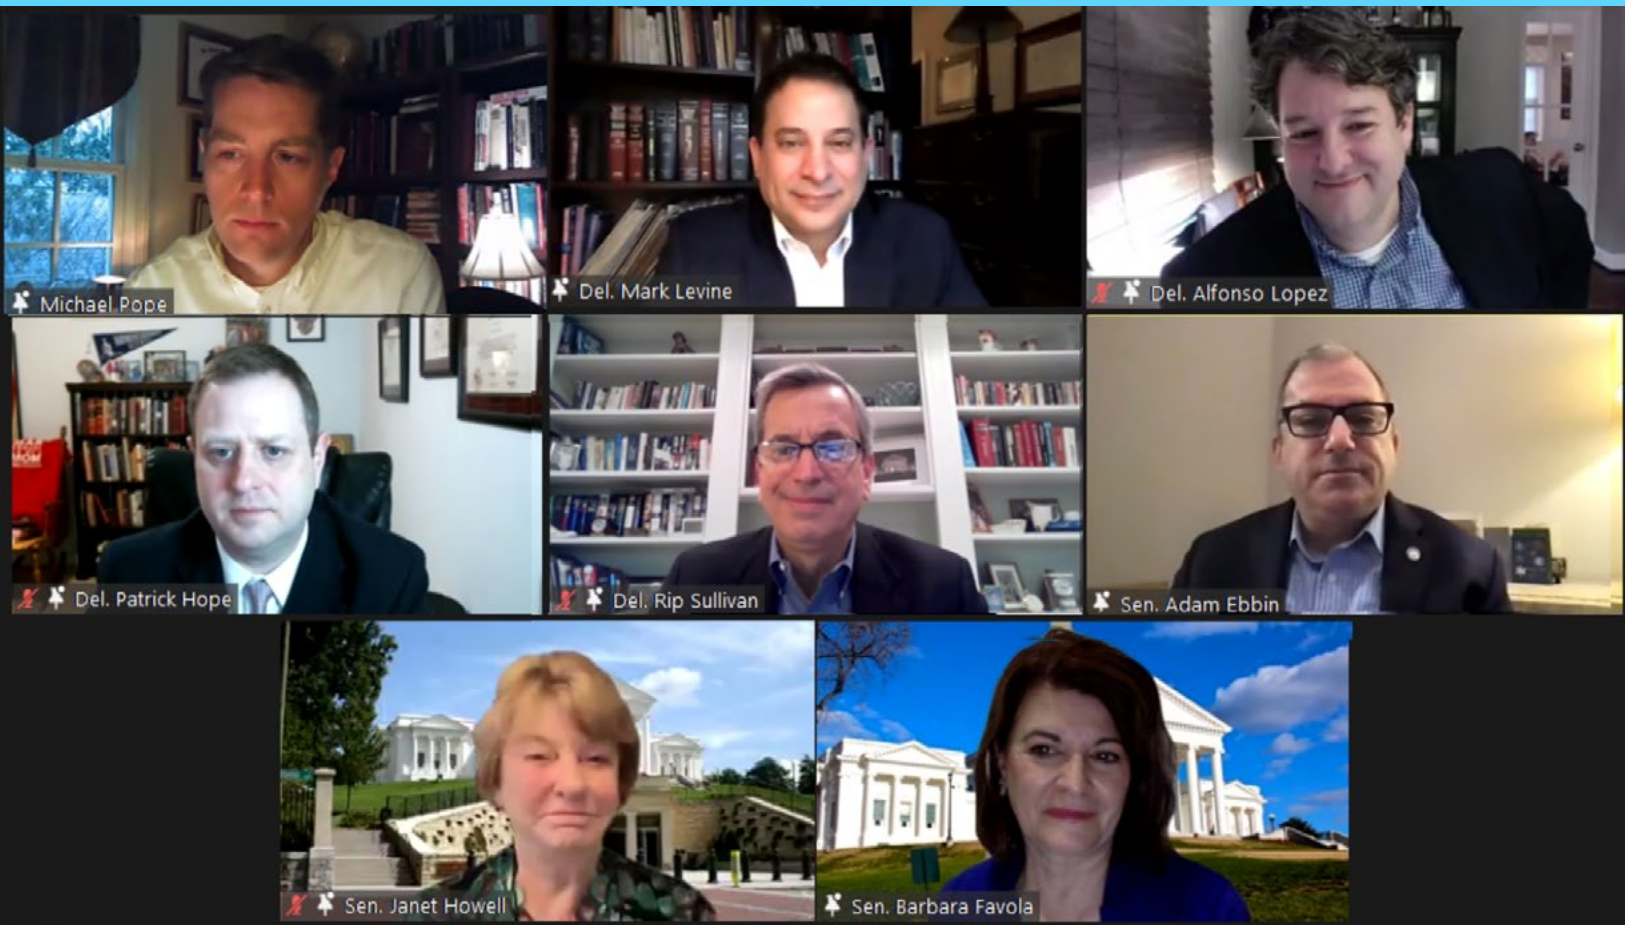 Michael Pope
Del. Mark Levine
Del. Alfonso Lopez
Del. Patrick Hope
Del. Rip Sullivan
Sen. Adam Ebbin
Sen. Janet Howell
Sen. Barbara Favola